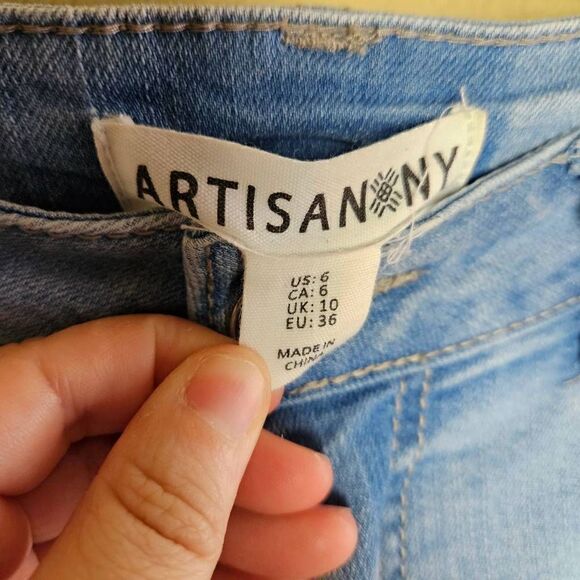 ARTISAN NY
US: 6
CA: 6
UK: 10
EU: 36
MADE IN
CHINA